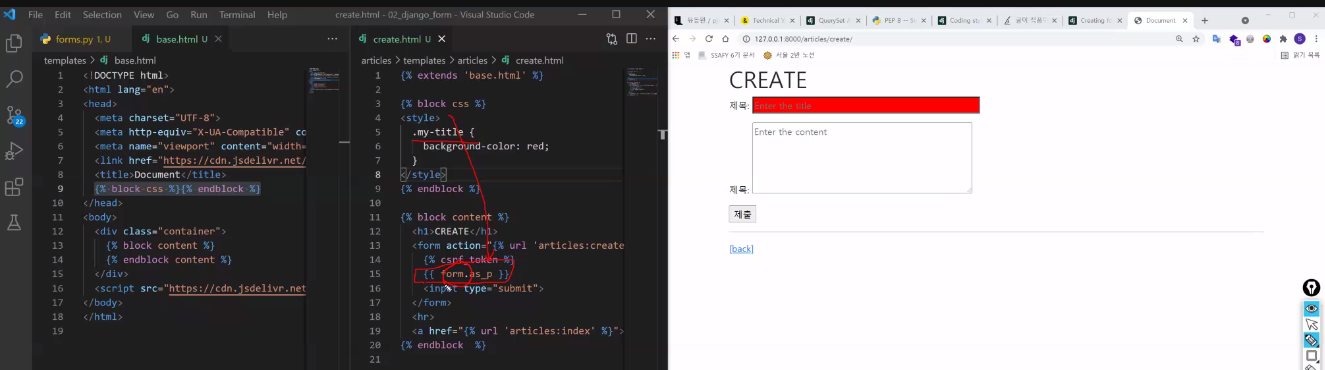 File Edit Selection View Go Run Terminal Help create.html - 02_django_form - Visual Studio Code
forms.py 1, U
base.html U
templates > base.html
1 <!DOCTYPE html>
2 <html lang="en">
3 <head>
4 <meta charset="UTF-8">
5 <meta http-equiv="X-UA-Compatible" co
6 <meta name="viewport" content="width=
7 <link href="https://cdn.jsdelivr.net/
8 <title>Document</title>
9 {% block css %}{% endblock %}
10 </head>
11 <body>
12 <div class="container">
13 {% block content %}
14 {% endblock content %}
15 </div>
16 <script src="https://cdn.jsdelivr.net
17 </body>
18 </html>
19
22
create.html U
articles > templates > articles > create.html
1 {% extends 'base.html' %}
2
3 {% block css %}
4 <style>
5 .my-title {
6 background-color: red;
7 }
8 </style>
9 {% endblock %}
10
11 {% block content %}
12 <h1>CREATE</h1>
13 <form action="{% url 'articles:create
14 {% csrf_token %}
15 {{ form.as_p }}
16 <input type="submit">
17 </form>
18 <hr>
19 <a href="{% url 'articles:index' %}">
20 {% endblock %}
21
Technical
QuerySet
PEP 8 -- S
Coding st
Creating fo
Document
127.0.0.1:8000/articles/create/
앱 SSAFY 6기 문서 서울 2반 노션 읽기 목록
CREATE
제목: Enter the title
Enter the content
제목:
제출
[back]